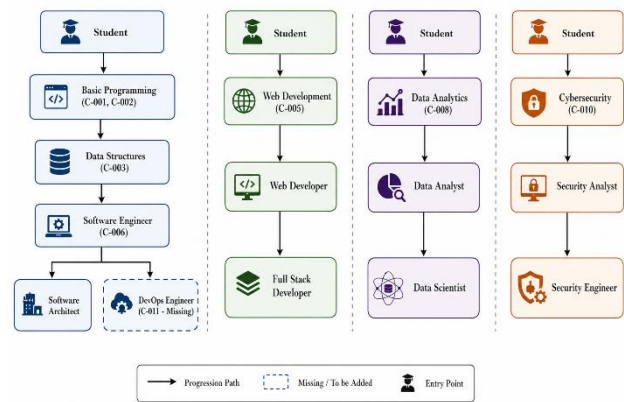 Student
Basic Programming
(C-001, C-002)
Data Structures
(C-003)
Software Engineer
(C-006)
Software
Architect
DevOps Engineer
(C-011 - Missing)
Student
Web Development
(C-005)
Web Developer
Full Stack
Developer
Student
Data Analytics
(C-008)
Data Analyst
Data Scientist
Student
Cybersecurity
(C-010)
Security Analyst
Security Engineer
Progression Path
Missing / To be Added
Entry Point